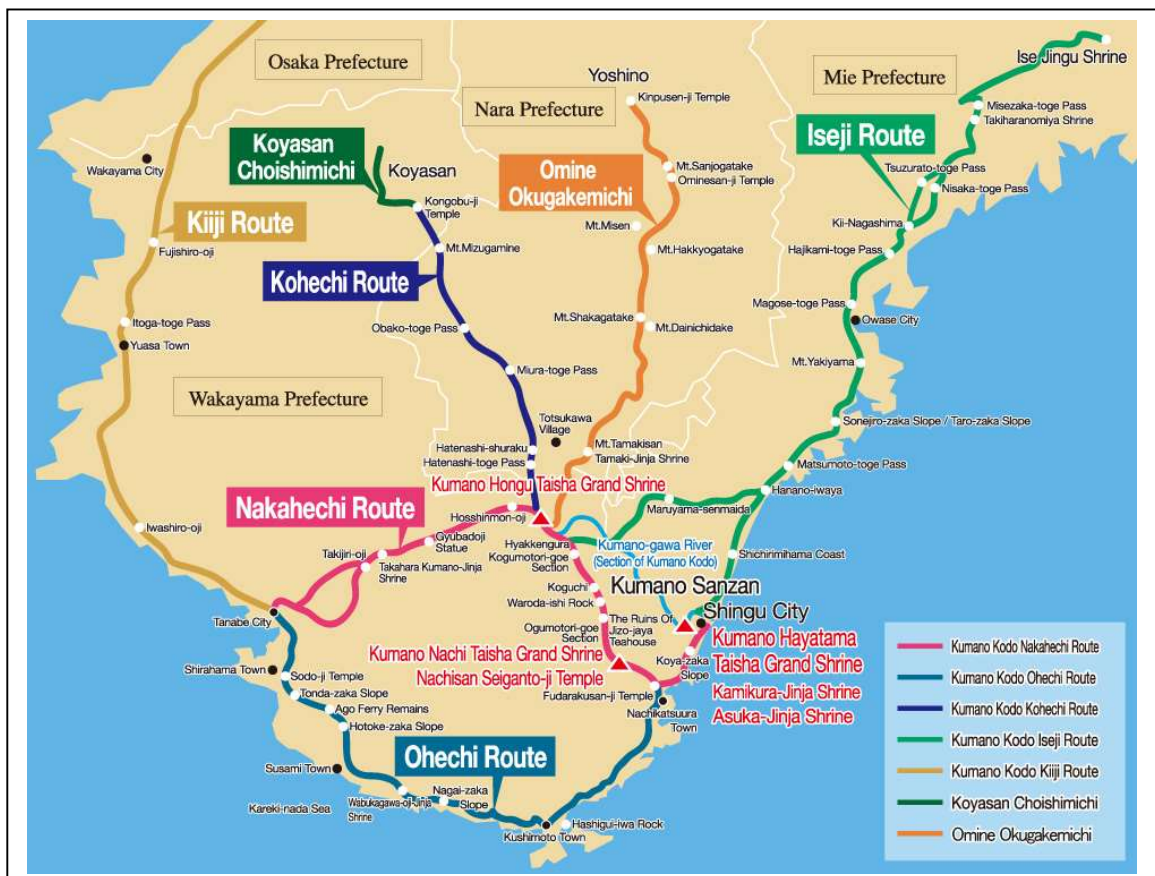 Osaka Prefecture
Nara Prefecture
Mie Prefecture
Wakayama Prefecture
Ise Jingu Shrine
Misezaka-toge Pass
Takiharanomiya Shrine
Iseji Route
Tsuzurato-toge Pass
Nisaka-toge Pass
Kii-Nagashima
Hajikami-toge Pass
Magose-toge Pass
Owase City
Mt.Yakiyama
Sonejiro-zaka Slope / Taro-zaka Slope
Matsumoto-toge Pass
Hanano-iwaya
Maruyama-senmaida
Shichirimihama Coast
Yoshino
Kinpusen-ji Temple
Omine
Okugakemichi
Mt.Sanjogatake
Ominesan-ji Temple
Mt.Misen
Mt.Hakkyogatake
Mt.Shakagatake
Mt.Dainichidake
Mt.Tamakisan
Tamaki-Jinja Shrine
Koyasan
Choishimichi
Koyasan
Kongobu-ji
Temple
Mt.Mizugamine
Kohechi Route
Obako-toge Pass
Miura-toge Pass
Totsukawa
Village
Hatenashi-shuraku
Hatenashi-toge Pass
Wakayama City
Kiiji Route
Fujishiro-oji
Itoga-toge Pass
Yuasa Town
Iwashiro-oji
Tanabe City
Kumano Hongu Taisha Grand Shrine
Nakahechi Route
Hosshinmon-oji
Gyubadoji
Statue
Takijiri-oji
Takahara Kumano-Jinja
Shrine
Hyakkengura
Kogumotori-goe
Section
Koguchi
Waroda-ishi Rock
Ogumotori-goe
Section
The Ruins Of
Jizo-jaya
Teahouse
Kumano-gawa River
(Section of Kumano Kodo)
Kumano Sanzan
Shingu City
Kumano Hayatama
Taisha Grand Shrine
Kamikura-Jinja Shrine
Asuka-Jinja Shrine
Koya-zaka
Slope
Kumano Nachi Taisha Grand Shrine
Nachisan Seiganto-ji Temple
Fudarakusan-ji Temple
Nachikatsuura
Town
Shirahama Town
Sodo-ji Temple
Tonda-zaka Slope
Ago Ferry Remains
Hotoke-zaka Slope
Ohechi Route
Susami Town
Kareki-nada Sea
Wabukagawa-oji-Jinja
Shrine
Nagai-zaka
Slope
Kushimoto Town
Hashigui-iwa Rock
Kumano Kodo Nakahechi Route
Kumano Kodo Ohechi Route
Kumano Kodo Kohechi Route
Kumano Kodo Iseji Route
Kumano Kodo Kiiji Route
Koyasan Choishimichi
Omine Okugakemichi